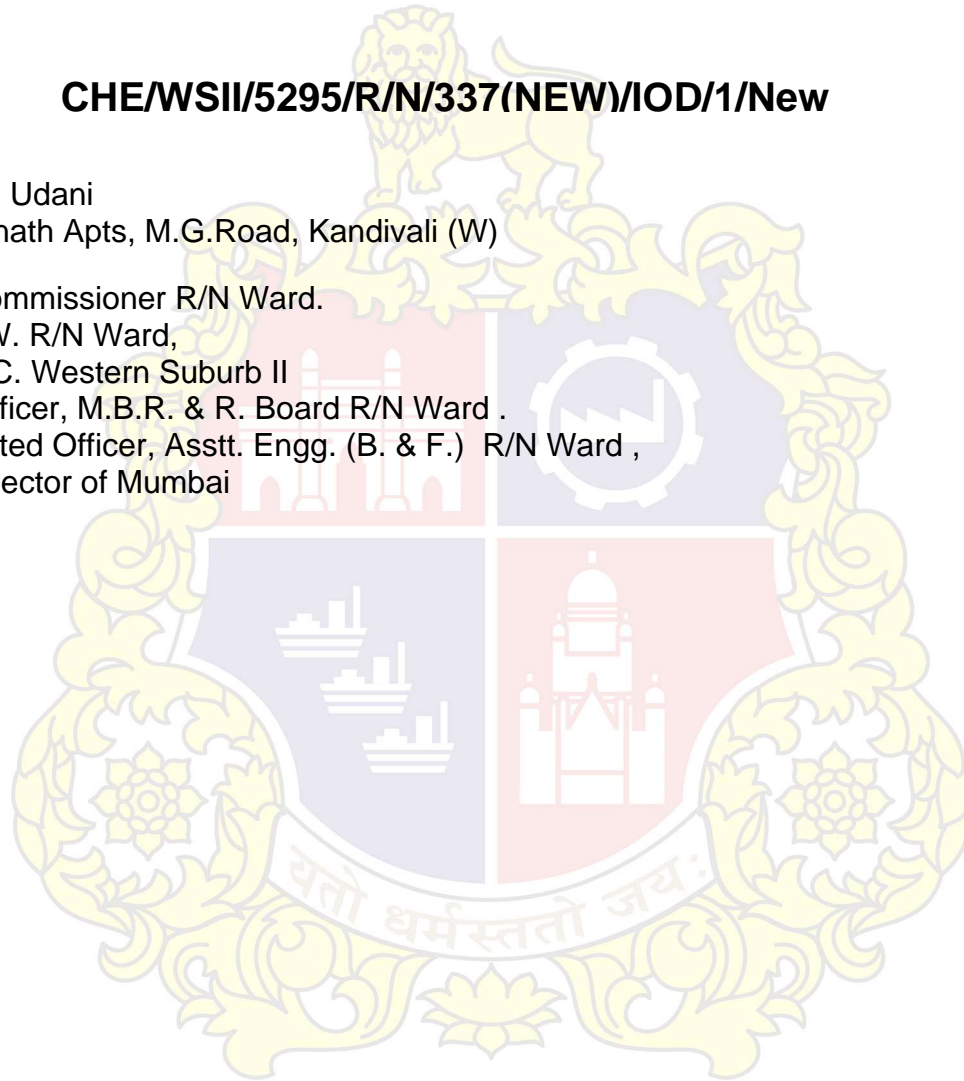 CHE/WSII/5295/R/N/337(NEW)/IOD/1/New
Udani
nath Apts, M.G.Road, Kandivali (W)
ommissioner R/N Ward.
W. R/N Ward,
C. Western Suburb II
ficer, M.B.R. & R. Board R/N Ward .
ted Officer, Asstt. Engg. (B. & F.) R/N Ward ,
ector of Mumbai
यतो धर्मस्ततो जय: